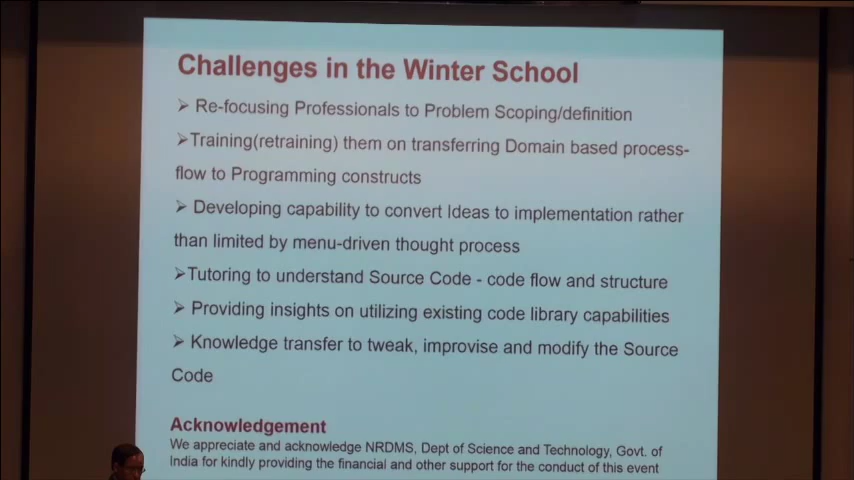 Challenges in the Winter School
➢ Re-focusing Professionals to Problem Scoping/definition
➢Training(retraining) them on transferring Domain based process-
flow to Programming constructs
➢ Developing capability to convert Ideas to implementation rather
than limited by menu-driven thought process
➢Tutoring to understand Source Code - code flow and structure
➢ Providing insights on utilizing existing code library capabilities
➢ Knowledge transfer to tweak, improvise and modify the Source
Code
Acknowledgement
We appreciate and acknowledge NRDMS, Dept of Science and Technology, Govt. of
India for kindly providing the financial and other support for the conduct of this event